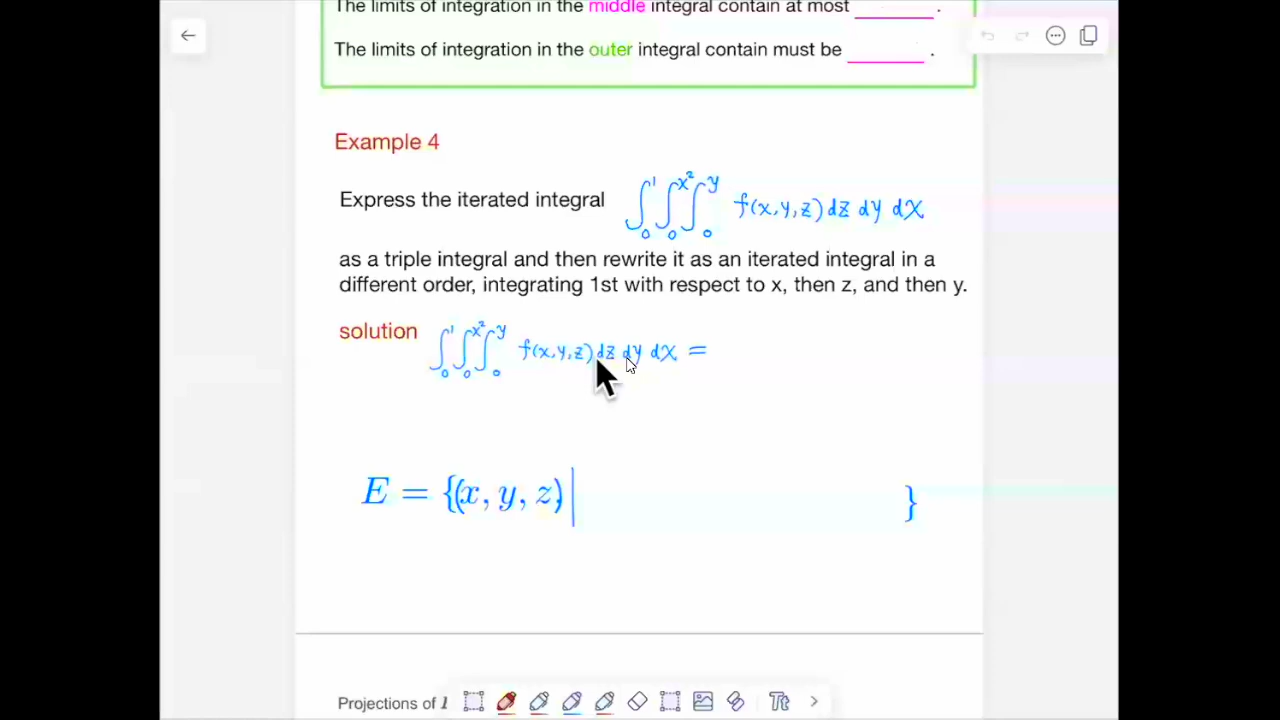 The limits of integration in the middle integral contain at most ______ .
The limits of integration in the outer integral contain must be ______ .
Example 4
Express the iterated integral ∫₀¹ ∫₀^{x²} ∫₀^y f(x,y,z) dz dy dx
as a triple integral and then rewrite it as an iterated integral in a
different order, integrating 1st with respect to x, then z, and then y.
solution ∫₀¹ ∫₀^{x²} ∫₀^y f(x,y,z) dz dy dx =
E = {(x, y, z) | }
Projections of
Tt